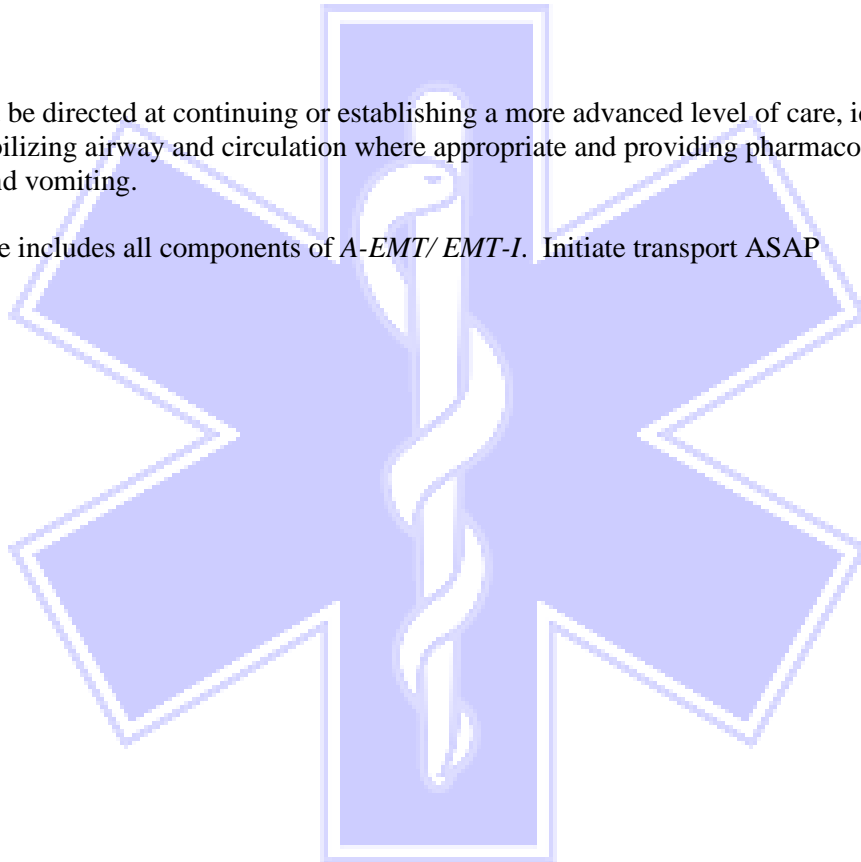 be directed at continuing or establishing a more advanced level of care,
bilizing airway and circulation where appropriate and providing
nd vomiting.
e includes all components of A-EMT/ EMT-I. Initiate transport ASAP